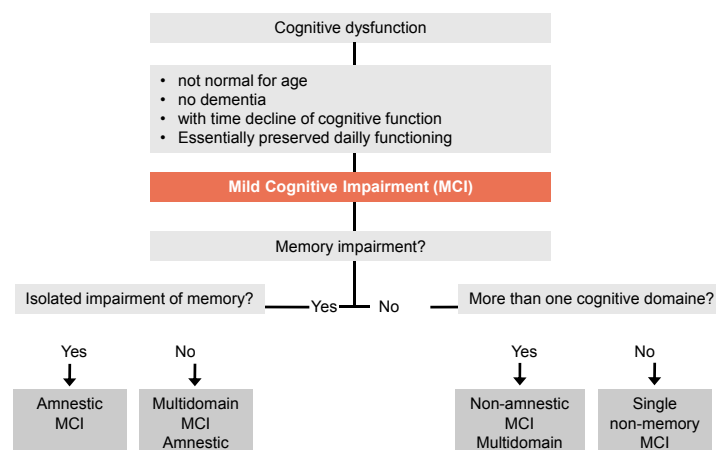 Cognitive dysfunction
• not normal for age
• no dementia
• with time decline of cognitive function
• Essentially preserved dailly functioning
Mild Cognitive Impairment (MCI)
Memory impairment?
Isolated impairment of memory?
Yes
No
More than one cognitive domaine?
Yes
No
Yes
No
Amnestic
MCI
Multidomain
MCI
Amnestic
Non-amnestic
MCI
Multidomain
Single
non-memory
MCI